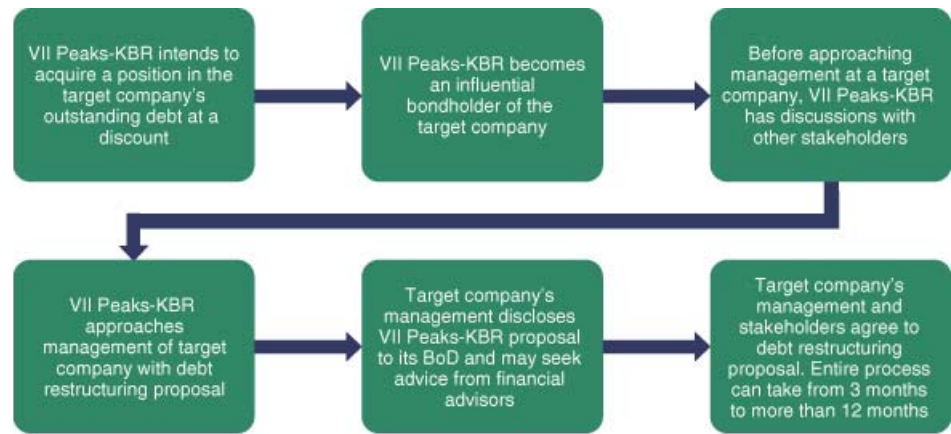 VII Peaks-KBR intends to
acquire a position in the
target company's
outstanding debt at a
discount
VII Peaks-KBR becomes
an influential
bondholder of the
target company
Before approaching
management at a target
company, VII Peaks-KBR
has discussions with
other stakeholders
VII Peaks-KBR
approaches
management of target
company with debt
restructuring proposal
Target company's
management discloses
VII Peaks-KBR proposal
to its BoD and may seek
advice from financial
advisors
Target company's
management and
stakeholders agree to
debt restructuring
proposal. Entire process
can take from 3 months
to more than 12 months